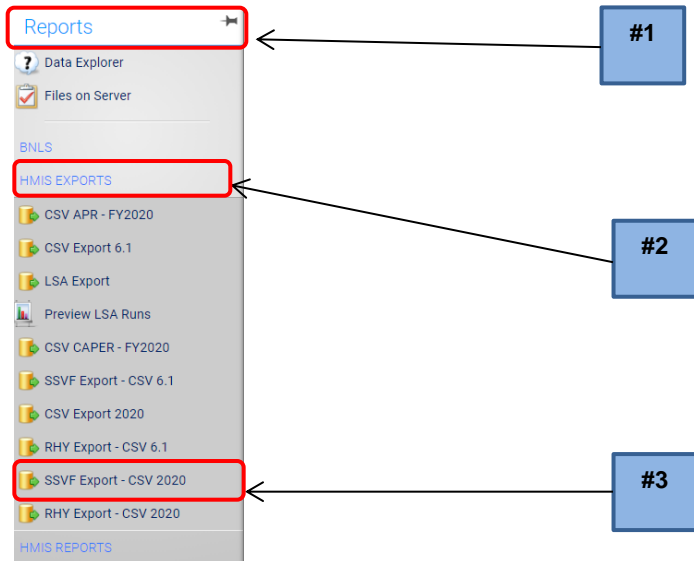 Reports
#1
Data Explorer
Files on Server
BNLS
HMIS EXPORTS
CSV APR - FY2020
CSV Export 6.1
#2
LSA Export
Preview LSA Runs
CSV CAPER - FY2020
SSVF Export - CSV 6.1
CSV Export 2020
RHY Export - CSV 6.1
SSVF Export - CSV 2020
#3
RHY Export - CSV 2020
HMIS REPORTS